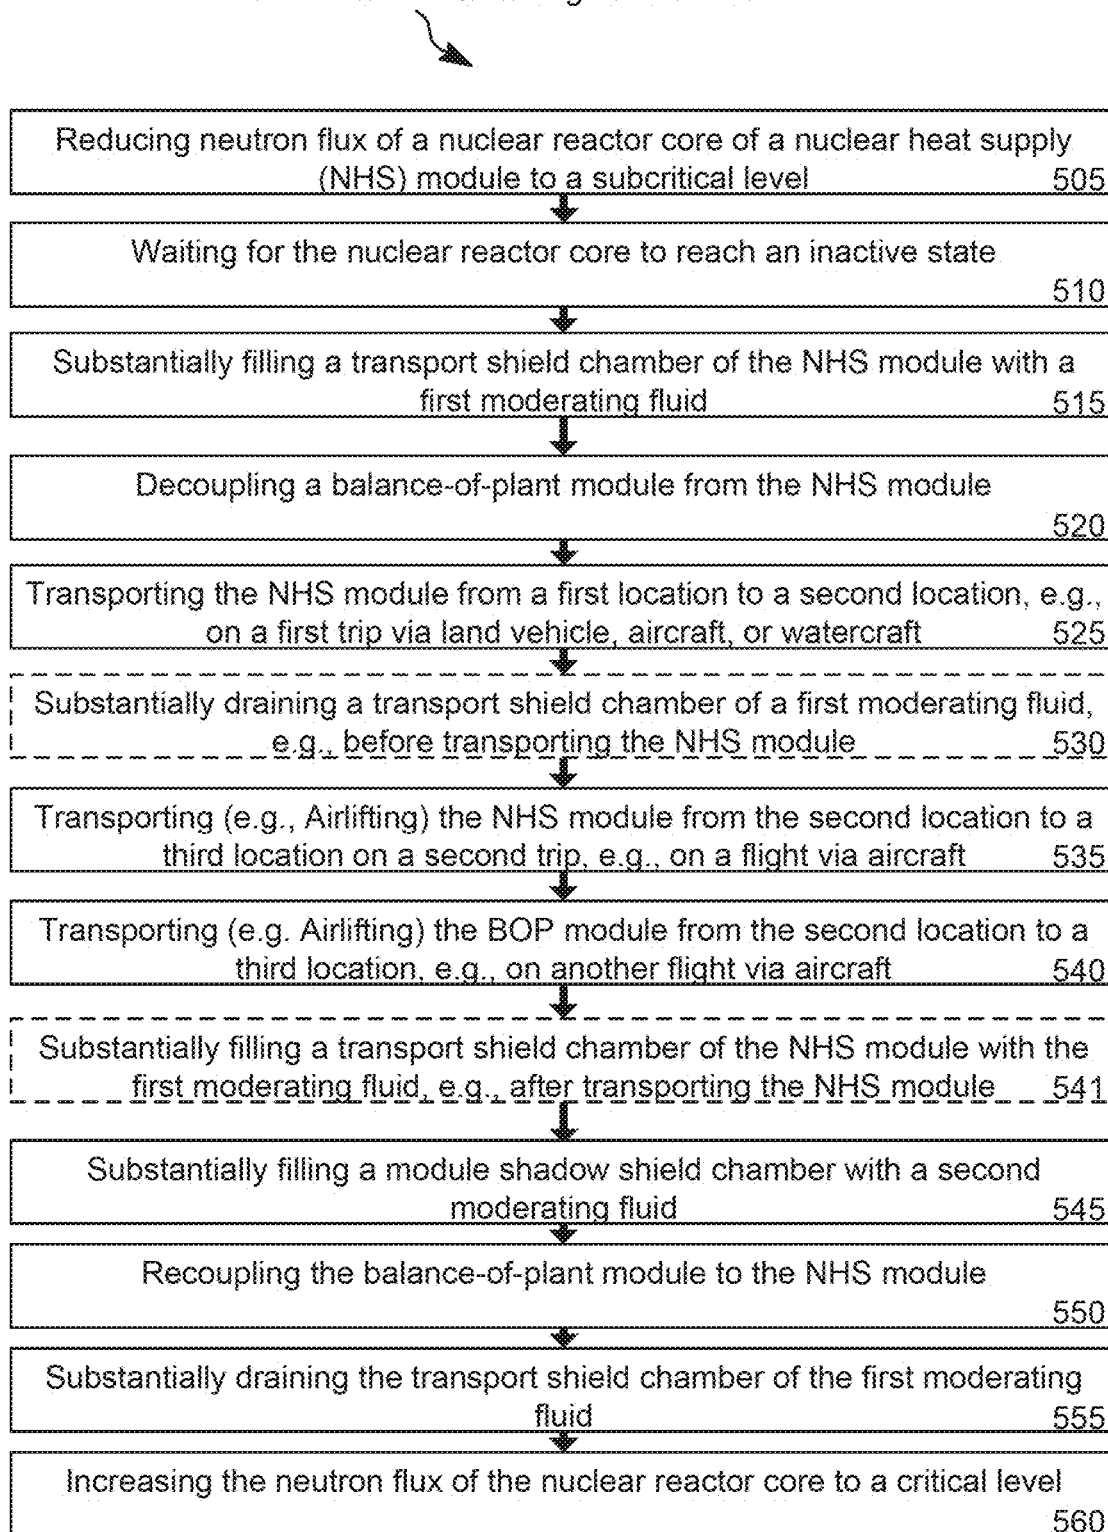 Reducing neutron flux of a nuclear reactor core of a nuclear heat supply
(NHS) module to a subcritical level 505
Waiting for the nuclear reactor core to reach an inactive state
510
Substantially filling a transport shield chamber of the NHS module with a
first moderating fluid 515
Decoupling a balance-of-plant module from the NHS module
520
Transporting the NHS module from a first location to a second location, e.g.,
on a first trip via land vehicle, aircraft, or watercraft 525
Substantially draining a transport shield chamber of a first moderating fluid,
e.g., before transporting the NHS module 530
Transporting (e.g., Airlifting) the NHS module from the second location to a
third location on a second trip, e.g., on a flight via aircraft 535
Transporting (e.g. Airlifting) the BOP module from the second location to a
third location, e.g., on another flight via aircraft 540
Substantially filling a transport shield chamber of the NHS module with the
first moderating fluid, e.g., after transporting the NHS module 541
Substantially filling a module shadow shield chamber with a second
moderating fluid 545
Recoupling the balance-of-plant module to the NHS module
550
Substantially draining the transport shield chamber of the first moderating
fluid 555
Increasing the neutron flux of the nuclear reactor core to a critical level
560